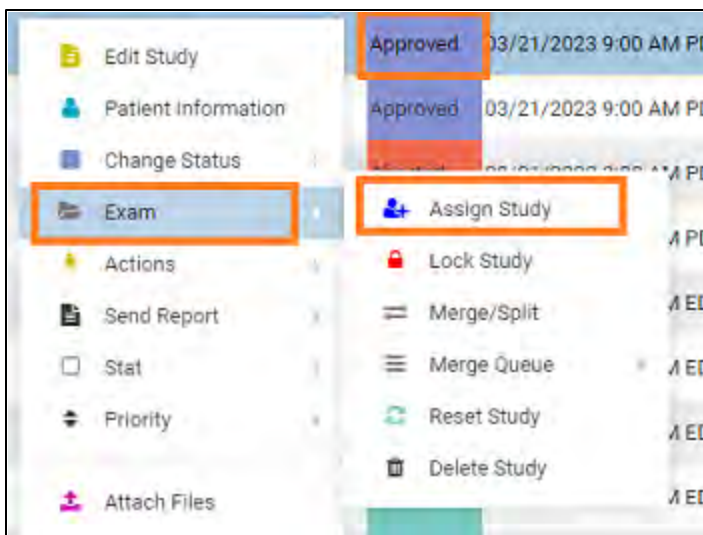 Edit Study
Patient Information
Change Status
Exam
Actions
Send Report
Stat
Priority
Attach Files
Approved 03/21/2023 9:00 AM PD
Approved 03/21/2023 9:00 AM PD
Assign Study
Lock Study
Merge/Split
Merge Queue
Reset Study
Delete Study